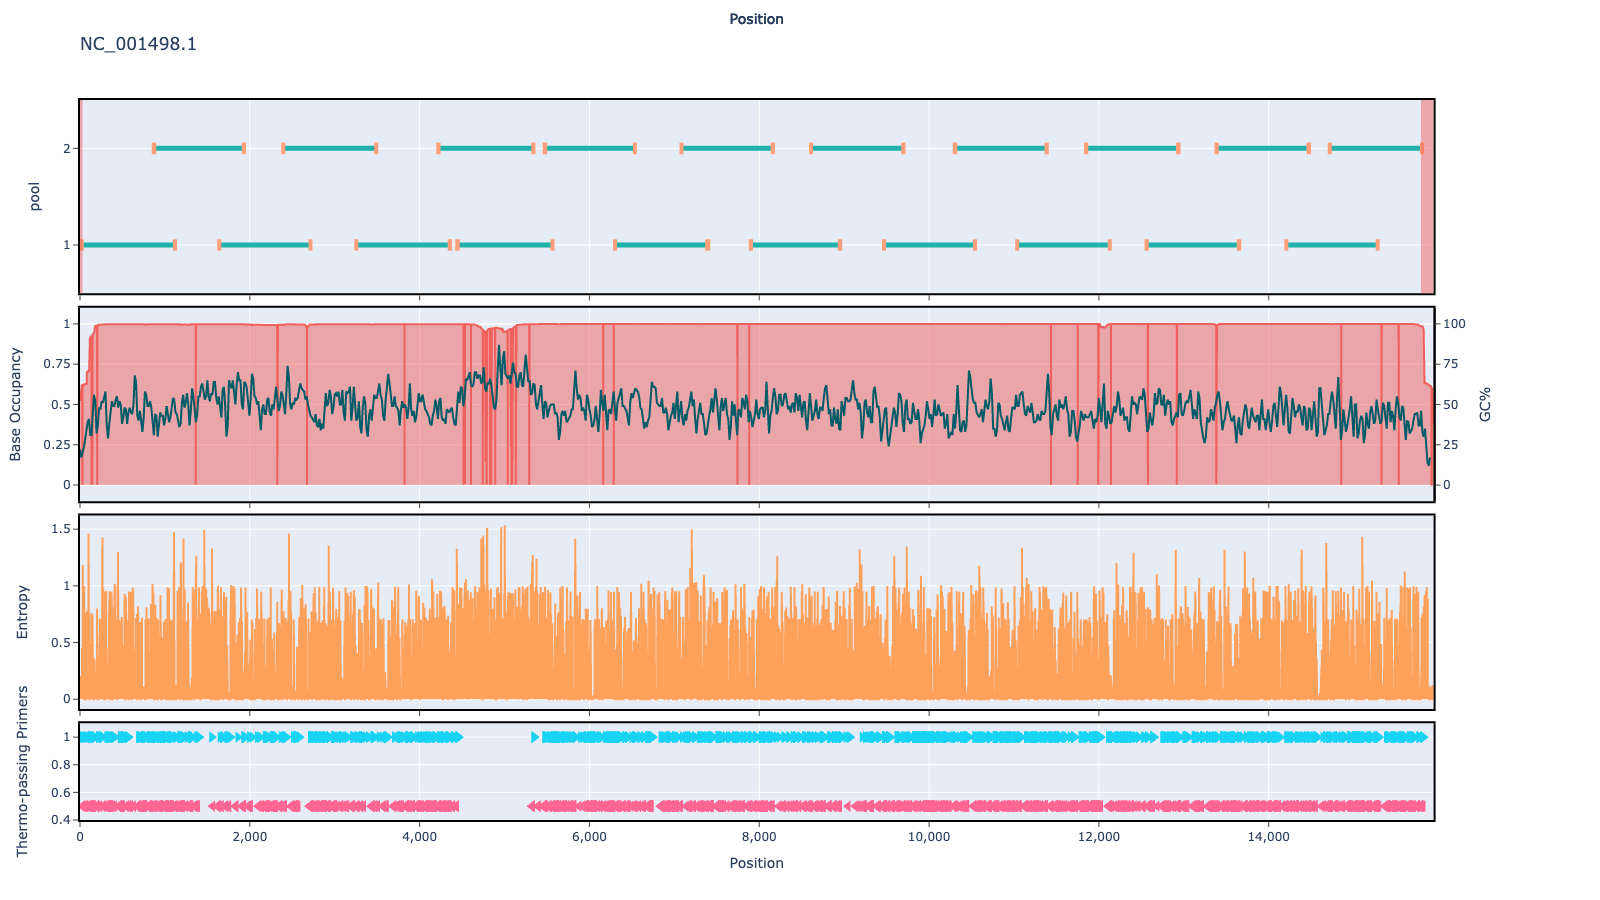 Position
NC_001498.1
pool
2
1
Base Occupancy
1
0.75
0.5
0.25
0
100
75
50
25
0
GC%
Entropy
1.5
1
0.5
0
Thermo-passing Primers
1
0.8
0.6
0.4
0 2,000 4,000 6,000 8,000 10,000 12,000 14,000
Position